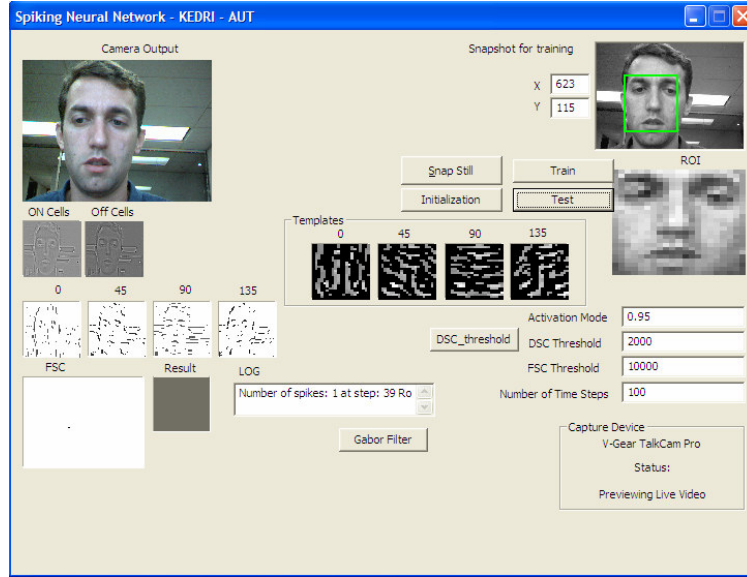 Spiking Neural Network - KEDRI - AUT
Camera Output
Snapshot for training
X 623
Y 115
ROI
Snap Still
Train
Initialization
Test
ON Cells Off Cells
Templates
0 45 90 135
0 45 90 135
Activation Mode 0.95
DSC_threshold
DSC Threshold 2000
FSC Threshold 10000
Number of Time Steps 100
FSC
Result
LOG
Number of spikes: 1 at step: 39 Ro
Gabor Filter
Capture Device
V-Gear TalkCam Pro
Status:
Previewing Live Video